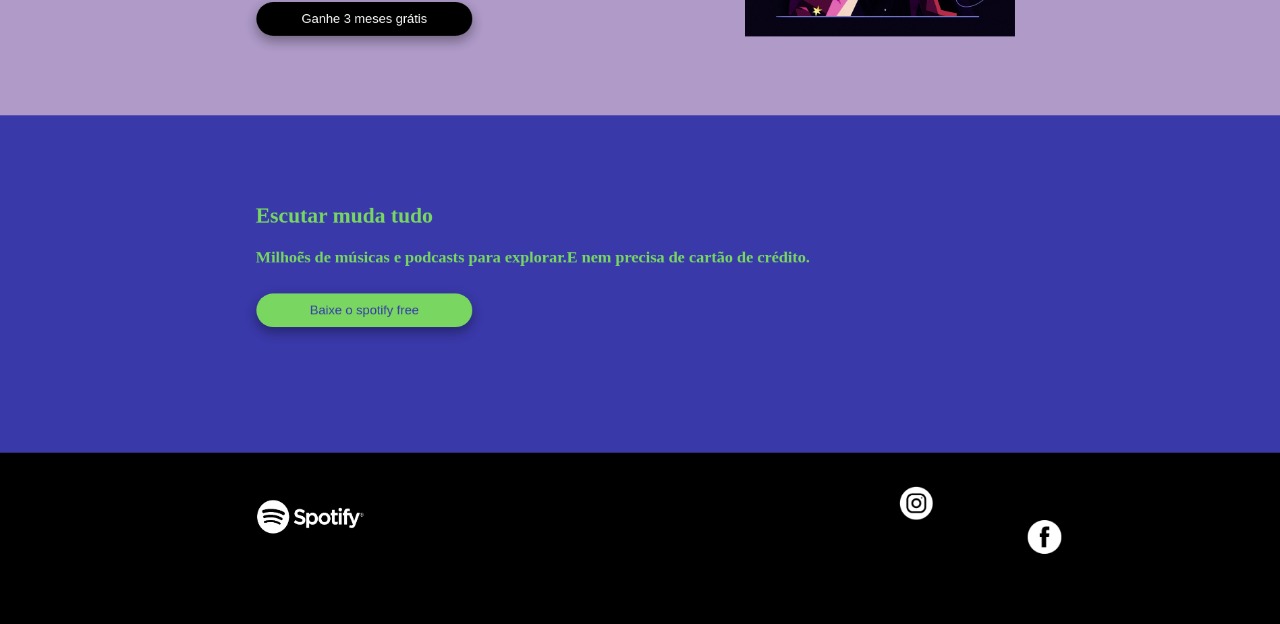 Ganhe 3 meses grátis
Escutar muda tudo
Milhoẽs de músicas e podcasts para explorar.E nem precisa de cartão de crédito.
Baixe o spotify free
Spotify®